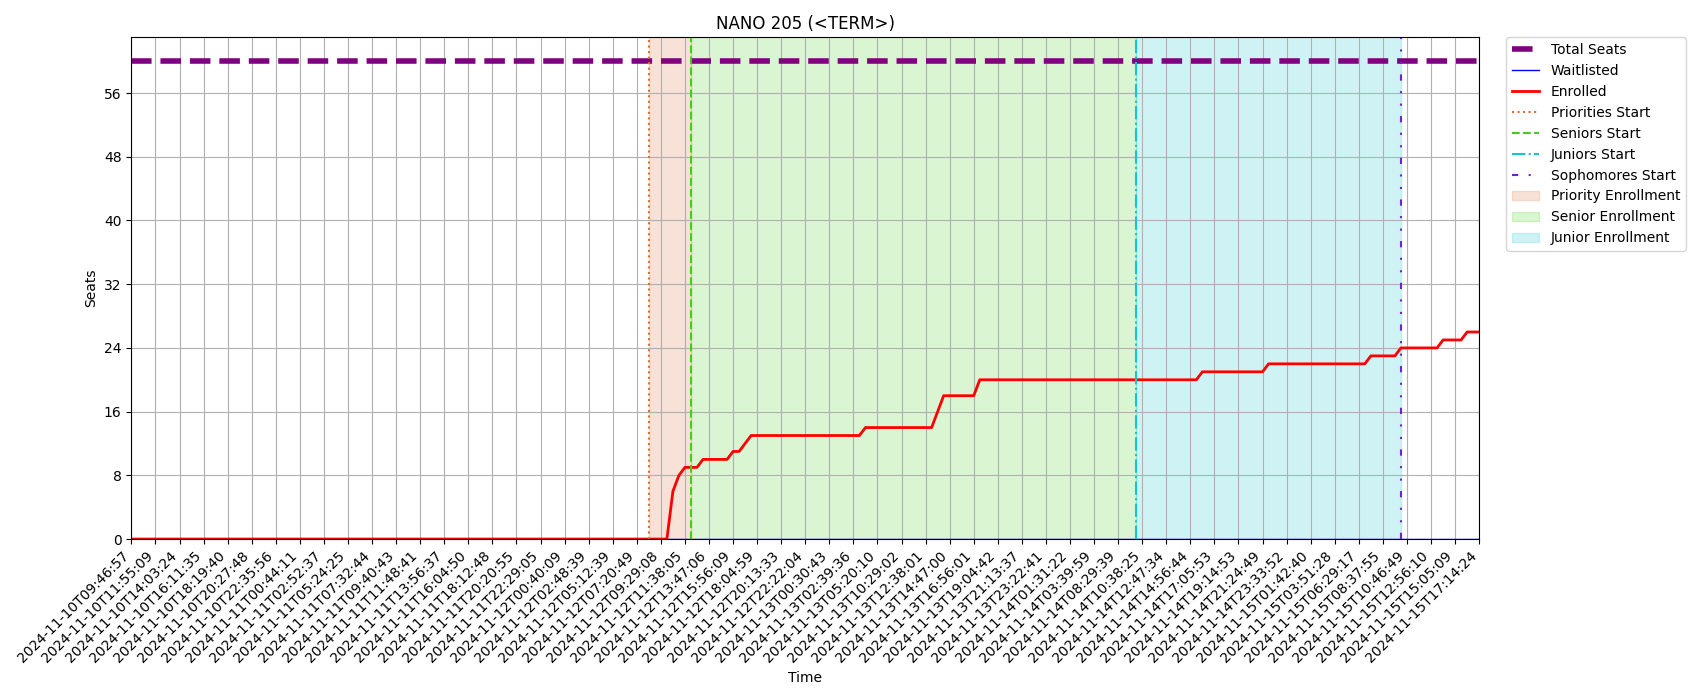 NANO 205 (<TERM>)
Total Seats
Waitlisted
Enrolled
Priorities Start
Seniors Start
Juniors Start
Sophomores Start
Priority Enrollment
Senior Enrollment
Junior Enrollment
Seats
56
48
40
32
24
16
8
0
2024-11-10T09:46:57
2024-11-10T11:55:09
2024-11-10T14:03:24
2024-11-10T16:11:35
2024-11-10T18:19:40
2024-11-10T20:27:48
2024-11-10T22:35:56
2024-11-11T00:44:11
2024-11-11T02:52:37
2024-11-11T05:24:25
2024-11-11T07:32:44
2024-11-11T09:40:43
2024-11-11T11:48:41
2024-11-11T13:56:37
2024-11-11T16:04:50
2024-11-11T18:12:48
2024-11-11T20:20:55
2024-11-11T22:29:05
2024-11-12T00:40:09
2024-11-12T02:48:39
2024-11-12T05:12:39
2024-11-12T07:20:49
2024-11-12T09:29:08
2024-11-12T11:38:05
2024-11-12T13:47:06
2024-11-12T15:56:09
2024-11-12T18:04:59
2024-11-12T20:13:33
2024-11-12T22:22:04
2024-11-13T00:30:43
2024-11-13T02:39:36
2024-11-13T05:20:10
2024-11-13T10:29:02
2024-11-13T12:38:01
2024-11-13T14:47:00
2024-11-13T16:56:01
2024-11-13T19:04:42
2024-11-13T21:13:37
2024-11-13T23:22:41
2024-11-14T01:31:22
2024-11-14T03:39:59
2024-11-14T08:29:39
2024-11-14T10:38:25
2024-11-14T12:47:34
2024-11-14T14:56:44
2024-11-14T17:05:53
2024-11-14T19:14:53
2024-11-14T21:24:49
2024-11-14T23:33:52
2024-11-15T01:42:40
2024-11-15T03:51:28
2024-11-15T06:29:17
2024-11-15T08:37:55
2024-11-15T10:46:49
2024-11-15T12:56:10
2024-11-15T15:05:09
2024-11-15T17:14:24
Time